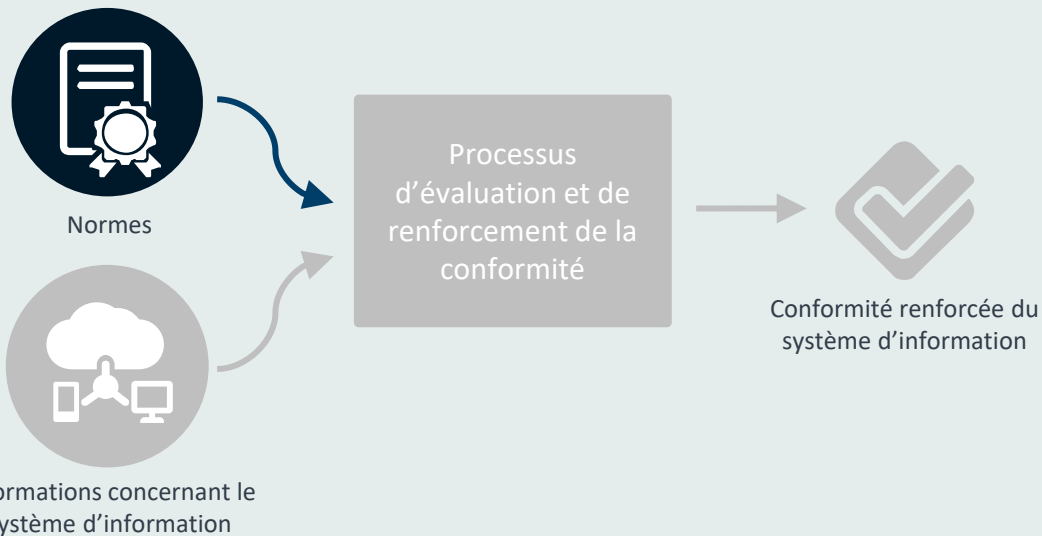 Normes
Processus
d’évaluation et de
renforcement de la
conformité
Conformité renforcée du
système d’information
ormations concernant le
ystème d’information